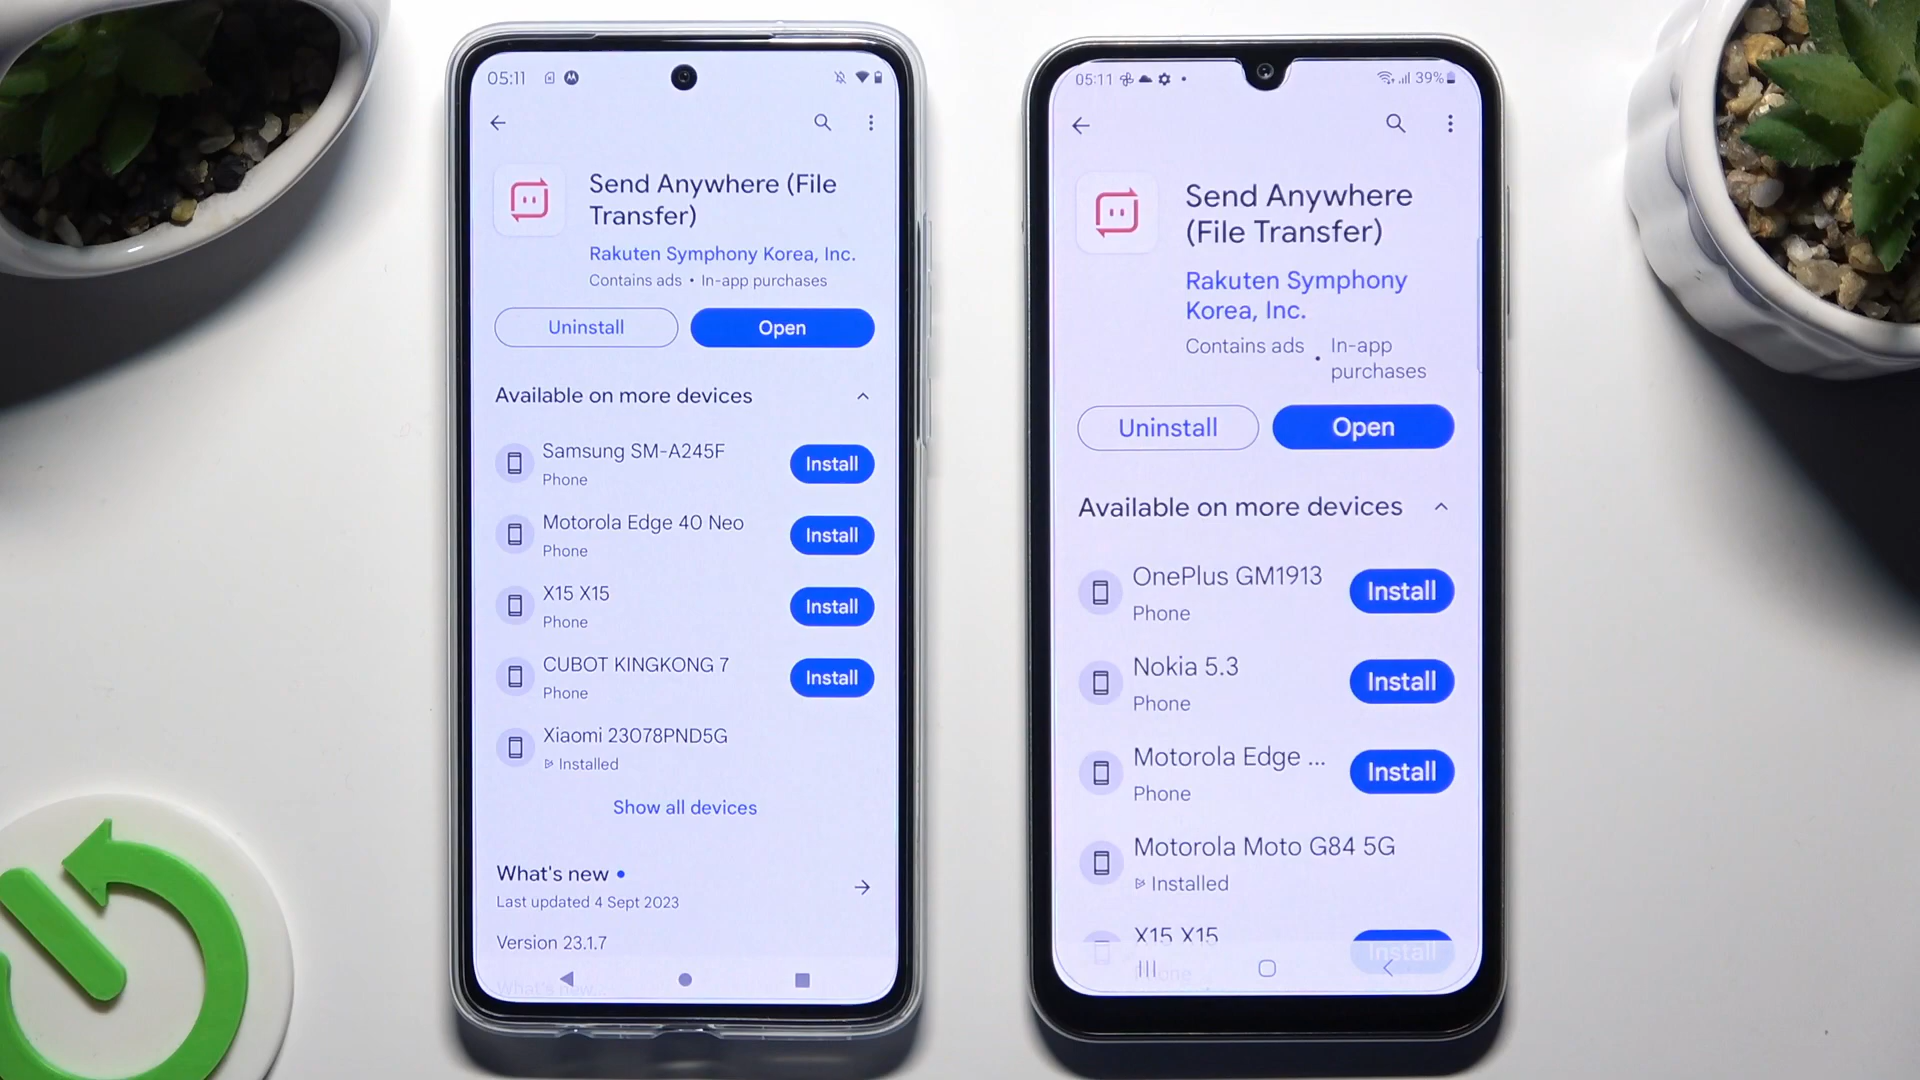 05:11
Send Anywhere (File
Transfer)
Rakuten Symphony Korea, Inc.
Contains ads • In-app purchases
Uninstall
Open
Available on more devices
Samsung SM-A245F
Phone
Install
Motorola Edge 40 Neo
Phone
Install
X15 X15
Phone
Install
CUBOT KINGKONG 7
Phone
Install
Xiaomi 23078PND5G
Installed
Show all devices
What's new •
Last updated 4 Sept 2023
Version 23.1.7
What's new...
05:11
39%
Send Anywhere
(File Transfer)
Rakuten Symphony
Korea, Inc.
Contains ads • In-app
purchases
Uninstall
Open
Available on more devices
OnePlus GM1913
Phone
Install
Nokia 5.3
Phone
Install
Motorola Edge ...
Phone
Install
Motorola Moto G84 5G
Installed
X15 X15
Phone
Install